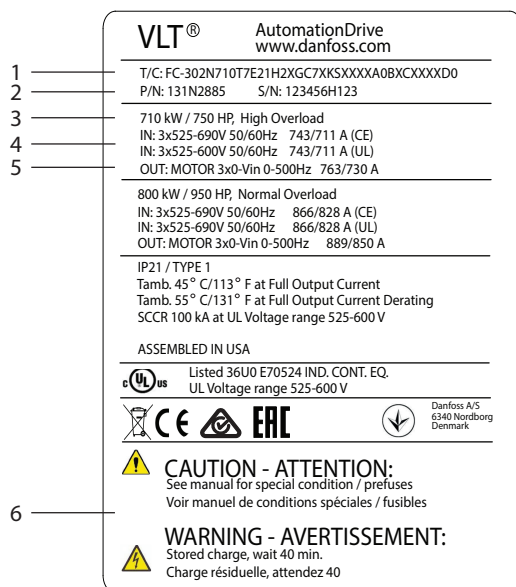 VLT® AutomationDrive
www.danfoss.com
1 T/C: FC-302N710T7E21H2XGC7XKSXXXXA0BXCXXXXD0
2 P/N: 131N2885 S/N: 123456H123
3 710 kW / 750 HP, High Overload
4 IN: 3x525-690V 50/60Hz 743/711 A (CE)
IN: 3x525-600V 50/60Hz 743/711 A (UL)
5 OUT: MOTOR 3x0-Vin 0-500Hz 763/730 A
800 kW / 950 HP, Normal Overload
IN: 3x525-690V 50/60Hz 866/828 A (CE)
IN: 3x525-690V 50/60Hz 866/828 A (UL)
OUT: MOTOR 3x0-Vin 0-500Hz 889/850 A
IP21 / TYPE 1
Tamb. 45° C/113° F at Full Output Current
Tamb. 55° C/131° F at Full Output Current Derating
SCCR 100 kA at UL Voltage range 525-600 V
ASSEMBLED IN USA
c UL us Listed 36U0 E70524 IND. CONT. EQ.
UL Voltage range 525-600 V
CE EAC
Danfoss A/S
6340 Nordborg
Denmark
CAUTION - ATTENTION:
See manual for special condition / prefuses
Voir manuel de conditions spéciales / fusibles
6
WARNING - AVERTISSEMENT:
Stored charge, wait 40 min.
Charge résiduelle, attendez 40